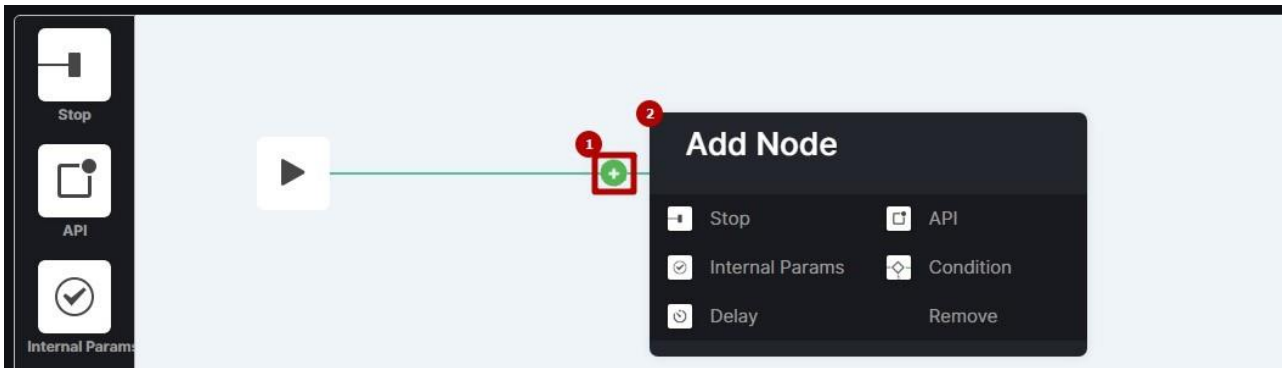 Stop
API
Internal Params
1
2
Add Node
Stop API
Internal Params Condition
Delay Remove